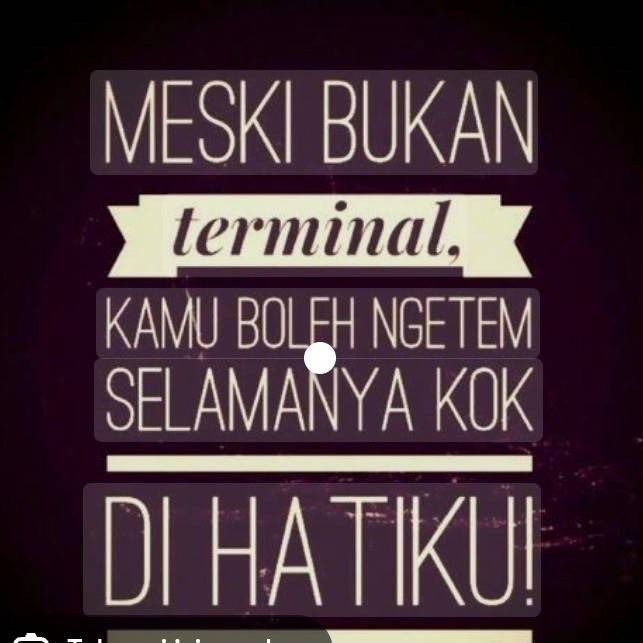 MESKI BUKAN
terminal,
KAMU BOLEH NGETEM
SELAMANYA KOK
DI HATIKU!